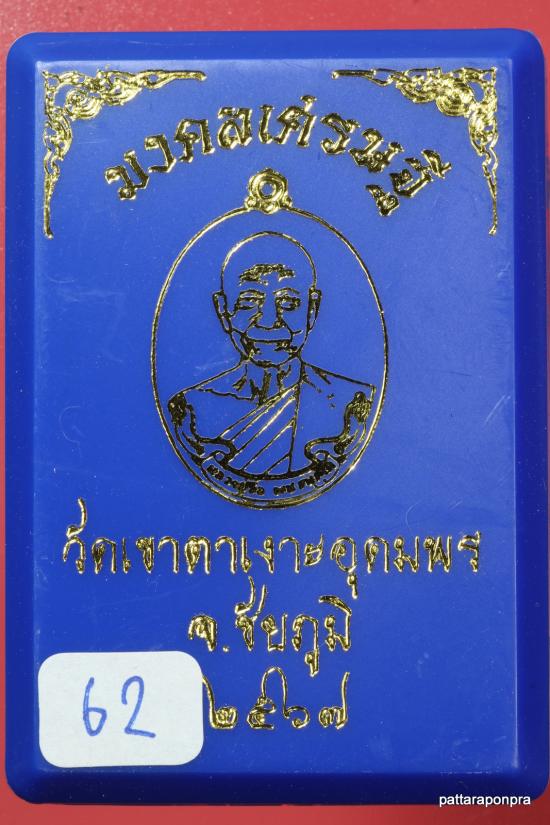 มงคลเศรษฐี
วัดเขาตาเงาะอุดมพร
จ.ชัยภูมิ
๒๕๖๗
62
pattaraponpra